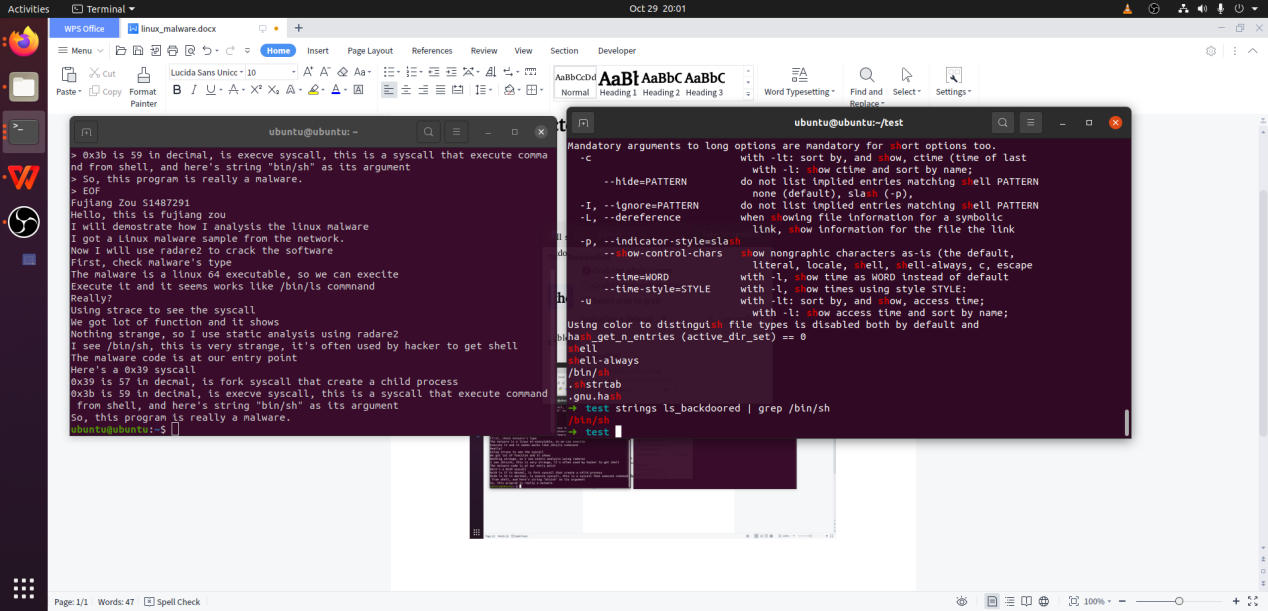 Activities
Terminal
Oct 29 20:01
WPS Office
linux_malware.docx
Menu
Home
Insert
Page Layout
References
Review
View
Section
Developer
Paste
Cut
Copy
Format
Painter
Lucida Sans Unic
10
AaBbCcDd
Normal
Heading 1
AaBbC
Heading 2
AaBbC
Heading 3
Word Typesetting
Find and
Replace
Select
Settings
ubuntu@ubuntu: ~
> 0x3b is 59 in decimal, is execve syscall, this is a syscall that execute comma
nd from shell, and here's string "bin/sh" as its argument
> So, this program is really a malware.
> EOF
Fujiang Zou S1487291
Hello, this is fujiang zou
I will demostrate how I analysis the linux malware
I got a Linux malware sample from the network.
Now I will use radare2 to crack the software
First, check malware's type
The malware is a linux 64 executable, so we can execite
Execute it and it seems works like /bin/ls commnand
Really?
Using strace to see the syscall
We got lot of function and it shows
Nothing strange, so I use static analysis using radare2
I see /bin/sh, this is very strange, it's often used by hacker to get shell
The malware code is at our entry point
Here's a 0x39 syscall
0x39 is 57 in decmal, is fork syscall that create a child process
0x3b is 59 in decimal, is execve syscall, this is a syscall that execute command
from shell, and here's string "bin/sh" as its argument
So, this program is really a malware.
ubuntu@ubuntu:~$
ubuntu@ubuntu:~/test
Mandatory arguments to long options are mandatory for short options too.
-c with -lt: sort by, and show, ctime (time of last
with -l: show ctime and sort by name;
--hide=PATTERN do not list implied entries matching shell PATTERN
none (default), slash (-p),
-I, --ignore=PATTERN do not list implied entries matching shell PATTERN
-L, --dereference when showing file information for a symbolic
link, show information for the file the link
-p, --indicator-style=slash
--show-control-chars show nongraphic characters as-is (the default,
literal, locale, shell, shell-always, c, escape
--time=WORD with -l, show time as WORD instead of default
--time-style=STYLE with -l, show times using style STYLE:
-u with -lt: sort by, and show, access time;
with -l: show access time and sort by name;
Using color to distinguish file types is disabled both by default and
hash_get_n_entries (active_dir_set) == 0
shell
shell-always
/bin/sh
.shstrtab
.gnu.hash
➜ test strings ls_backdoored | grep /bin/sh
/bin/sh
➜ test
Page: 1/1
Words: 47
Spell Check
100%